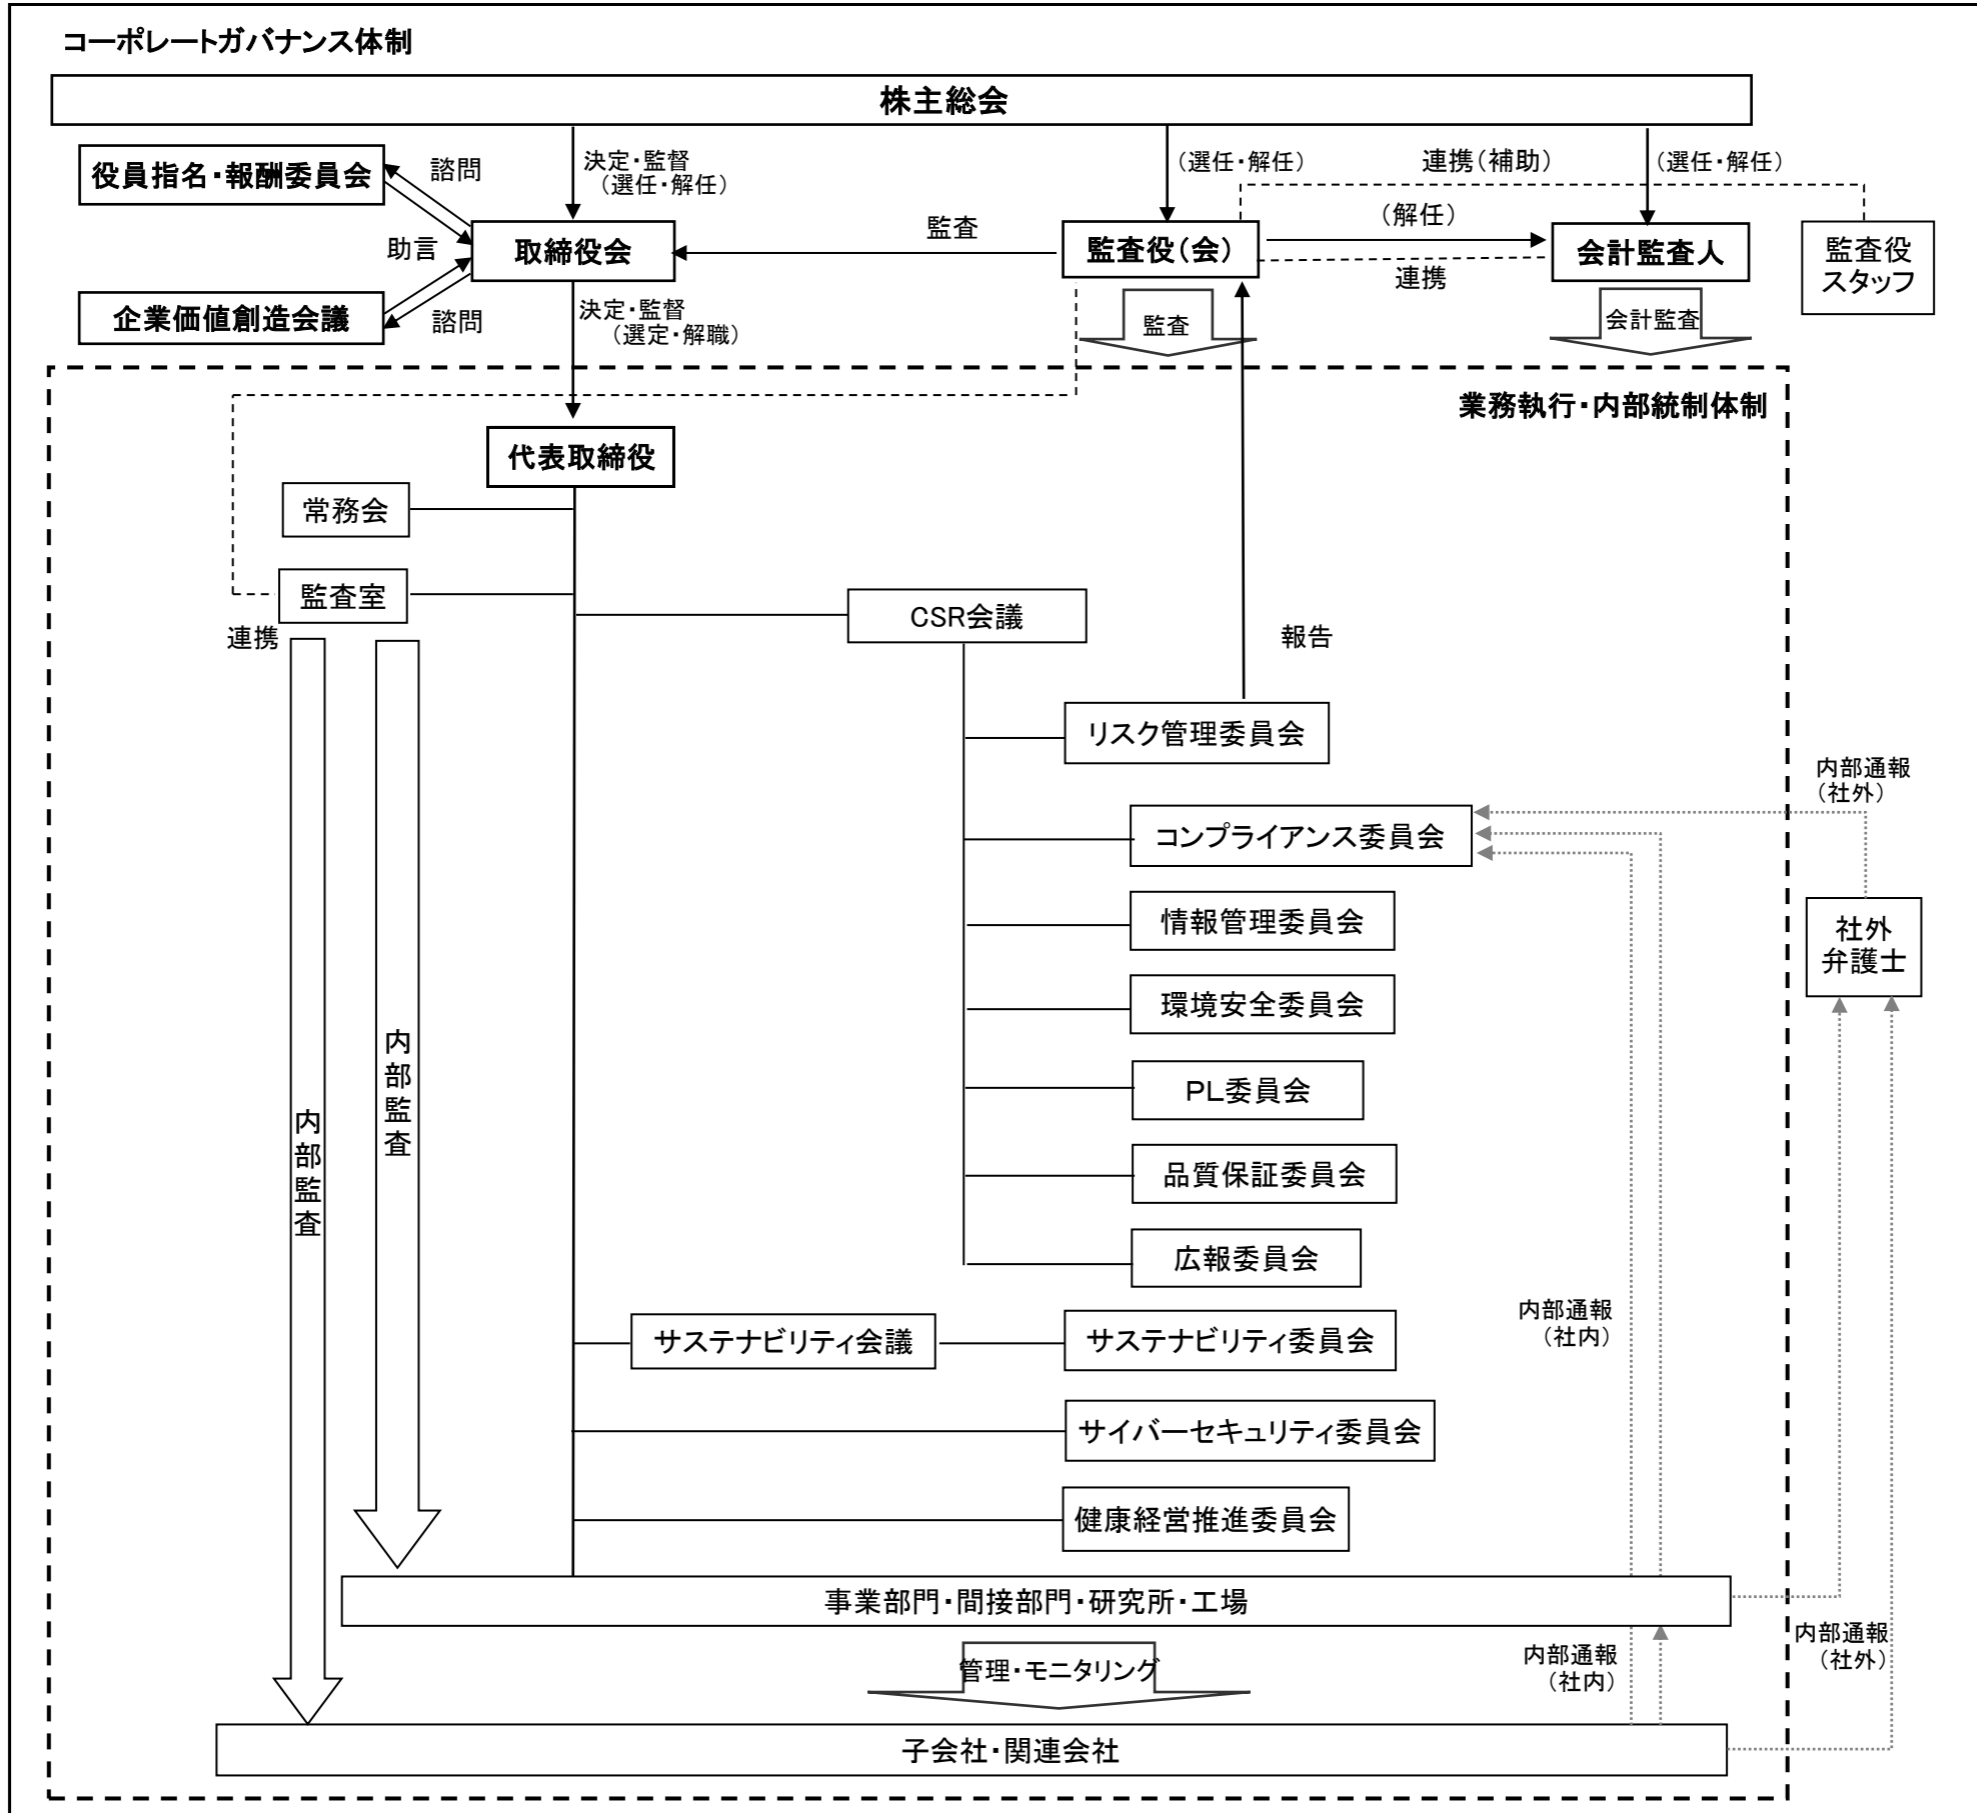 コーポレートガバナンス体制
株主総会
役員指名・報酬委員会
諮問
決定・監督
（選任・解任）
（選任・解任）
連携（補助）
（選任・解任）
助言
取締役会
監査
監査役（会）
（解任）
連携
会計監査人
監査役
スタッフ
企業価値創造会議
諮問
決定・監督
（選定・解職）
監査
会計監査
業務執行・内部統制体制
代表取締役
常務会
監査室
連携
CSR会議
報告
リスク管理委員会
内部通報
（社外）
コンプライアンス委員会
情報管理委員会
社外
弁護士
環境安全委員会
内部監査
内部監査
PL委員会
品質保証委員会
広報委員会
内部通報
（社内）
サステナビリティ会議
サステナビリティ委員会
サイバーセキュリティ委員会
健康経営推進委員会
事業部門・間接部門・研究所・工場
管理・モニタリング
内部通報
（社内）
内部通報
（社外）
子会社・関連会社